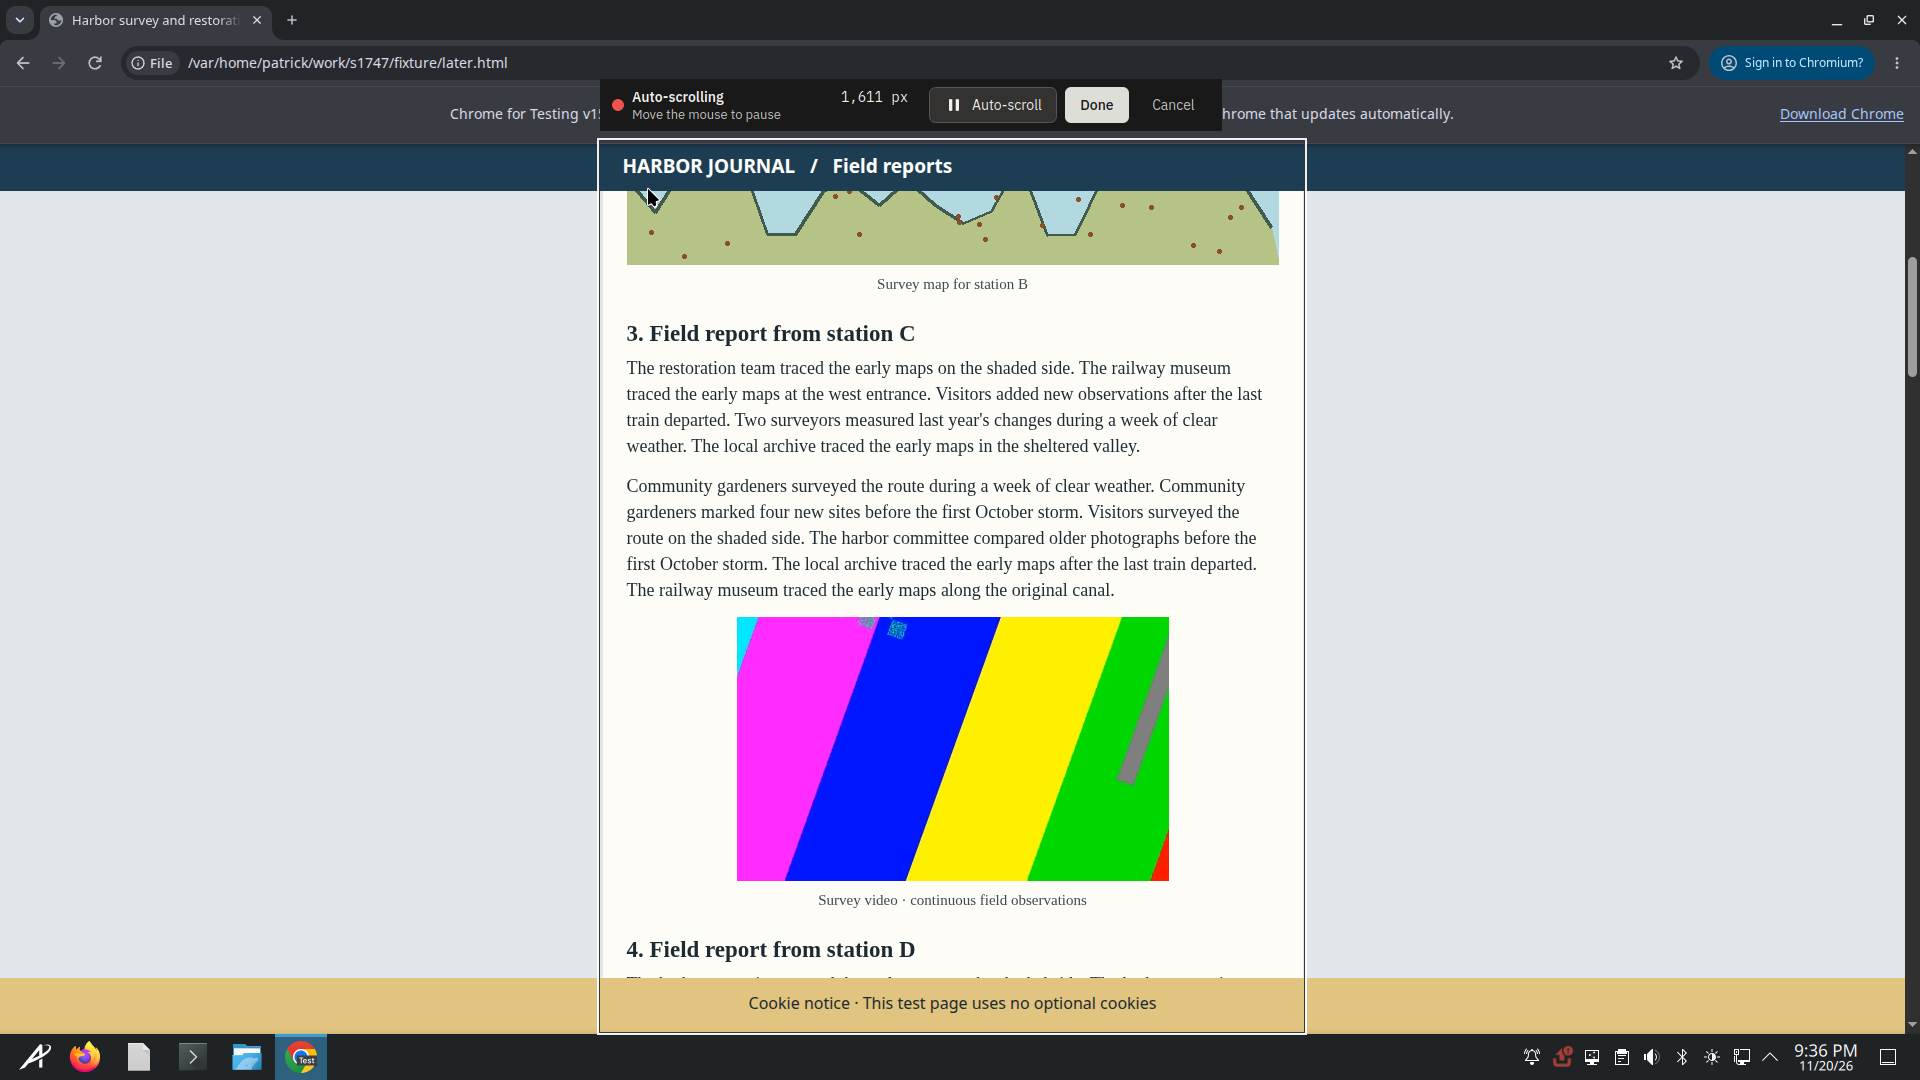 Harbor survey and restorat
File
/var/home/patrick/work/s1747/fixture/later.html
Sign in to Chromium?
Chrome for Testing v1
hrome that updates automatically.
Download Chrome
Auto-scrolling
Move the mouse to pause
1,611 px
Auto-scroll
Done
Cancel
HARBOR JOURNAL / Field reports
Survey map for station B
3. Field report from station C
The restoration team traced the early maps on the shaded side. The railway museum
traced the early maps at the west entrance. Visitors added new observations after the last
train departed. Two surveyors measured last year's changes during a week of clear
weather. The local archive traced the early maps in the sheltered valley.
Community gardeners surveyed the route during a week of clear weather. Community
gardeners marked four new sites before the first October storm. Visitors surveyed the
route on the shaded side. The harbor committee compared older photographs before the
first October storm. The local archive traced the early maps after the last train departed.
The railway museum traced the early maps along the original canal.
Survey video · continuous field observations
4. Field report from station D
Cookie notice · This test page uses no optional cookies
Test
9:36 PM
11/20/26